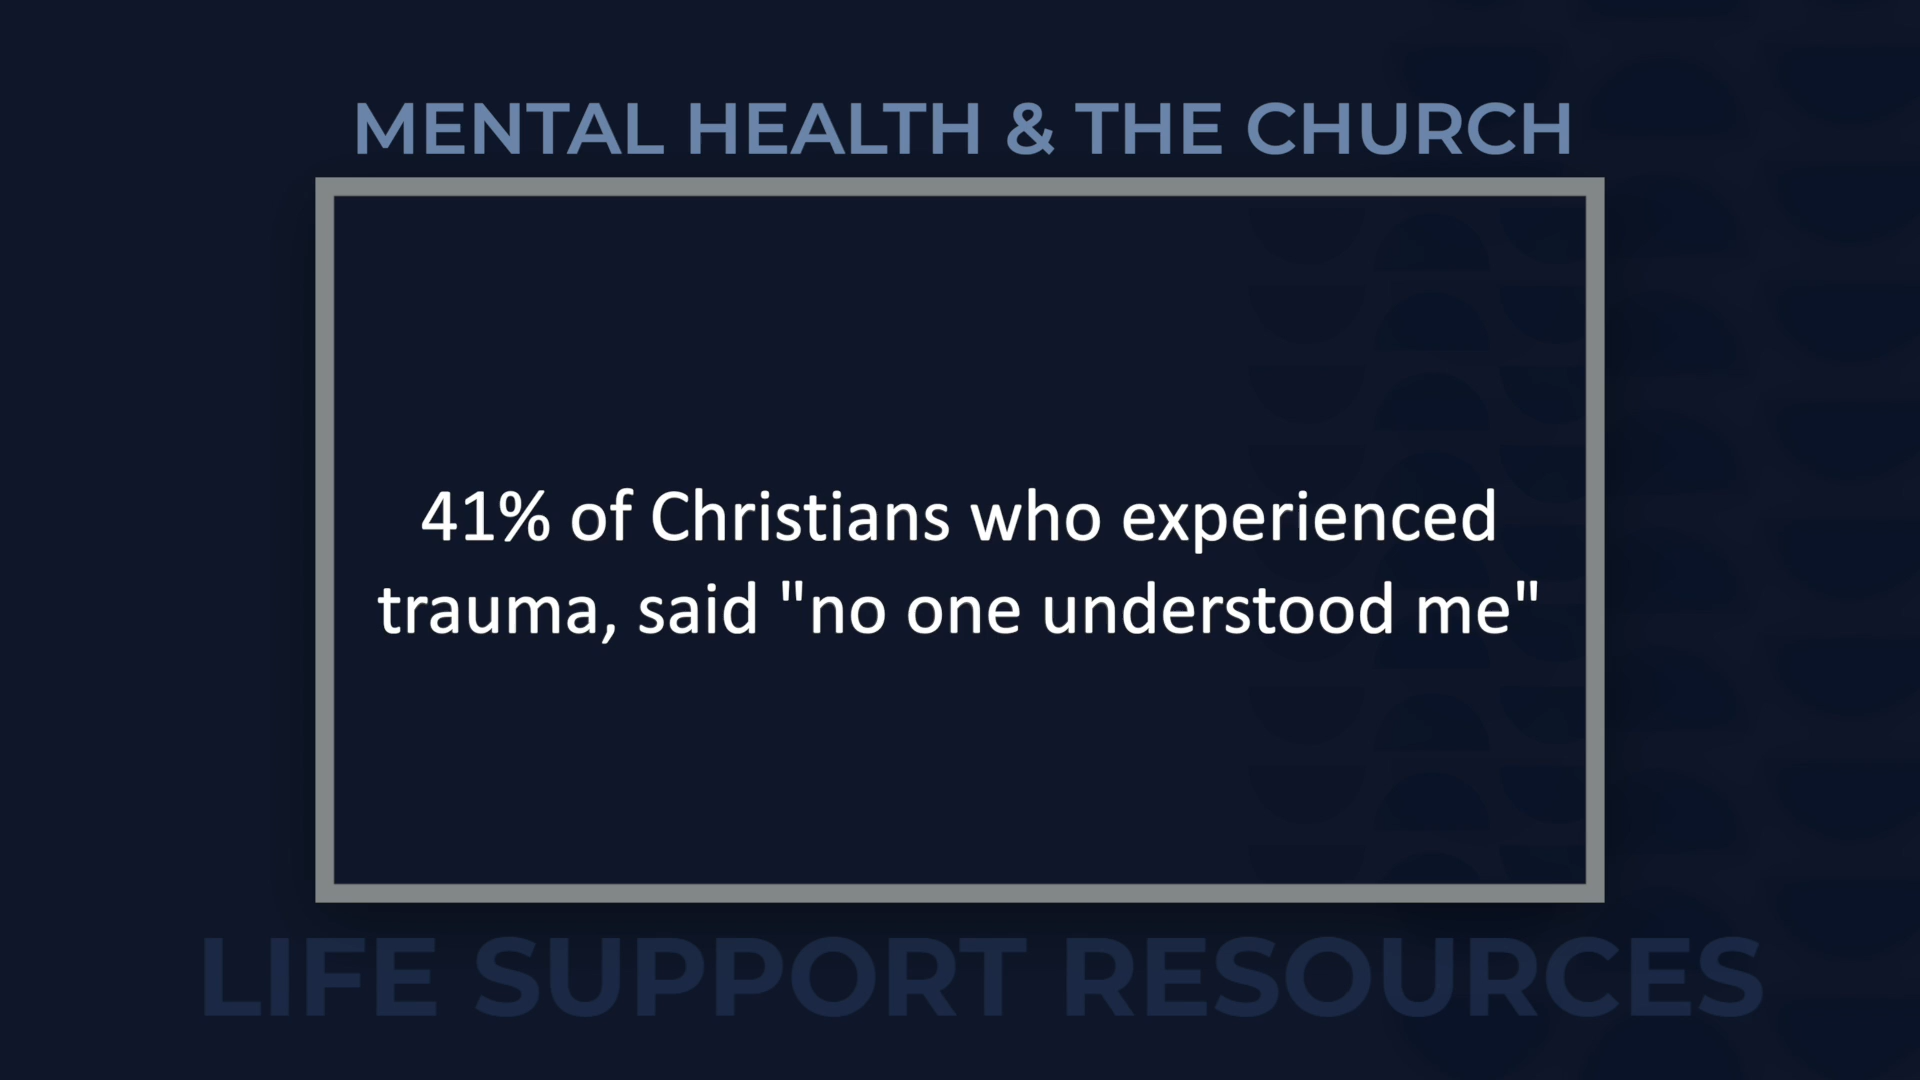 MENTAL HEALTH & THE CHURCH
41% of Christians who experienced
trauma, said "no one understood me"
LIFE SUPPORT RESOURCES